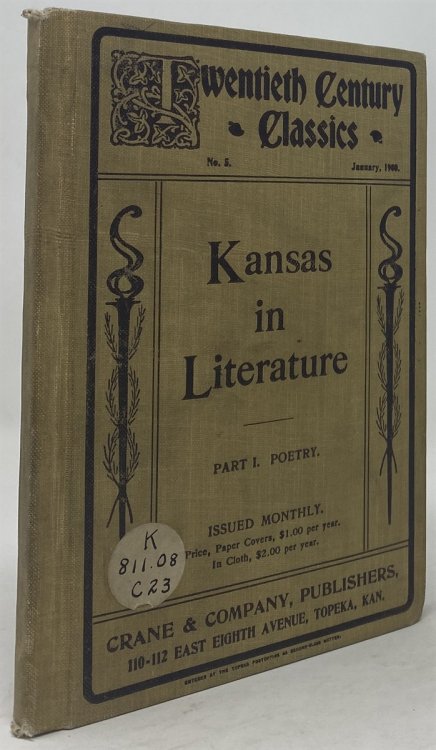 Twentieth Century
Classics
No. 5. January, 1900.
Kansas
in
Literature
PART I. POETRY.
ISSUED MONTHLY.
Price, Paper Covers, $1.00 per year.
In Cloth, $2.00 per year.
K
811.08
C23
CRANE & COMPANY, PUBLISHERS,
110-112 EAST EIGHTH AVENUE, TOPEKA, KAN.
ENTERED AT THE TOPEKA POSTOFFICE AS SECOND-CLASS MATTER.